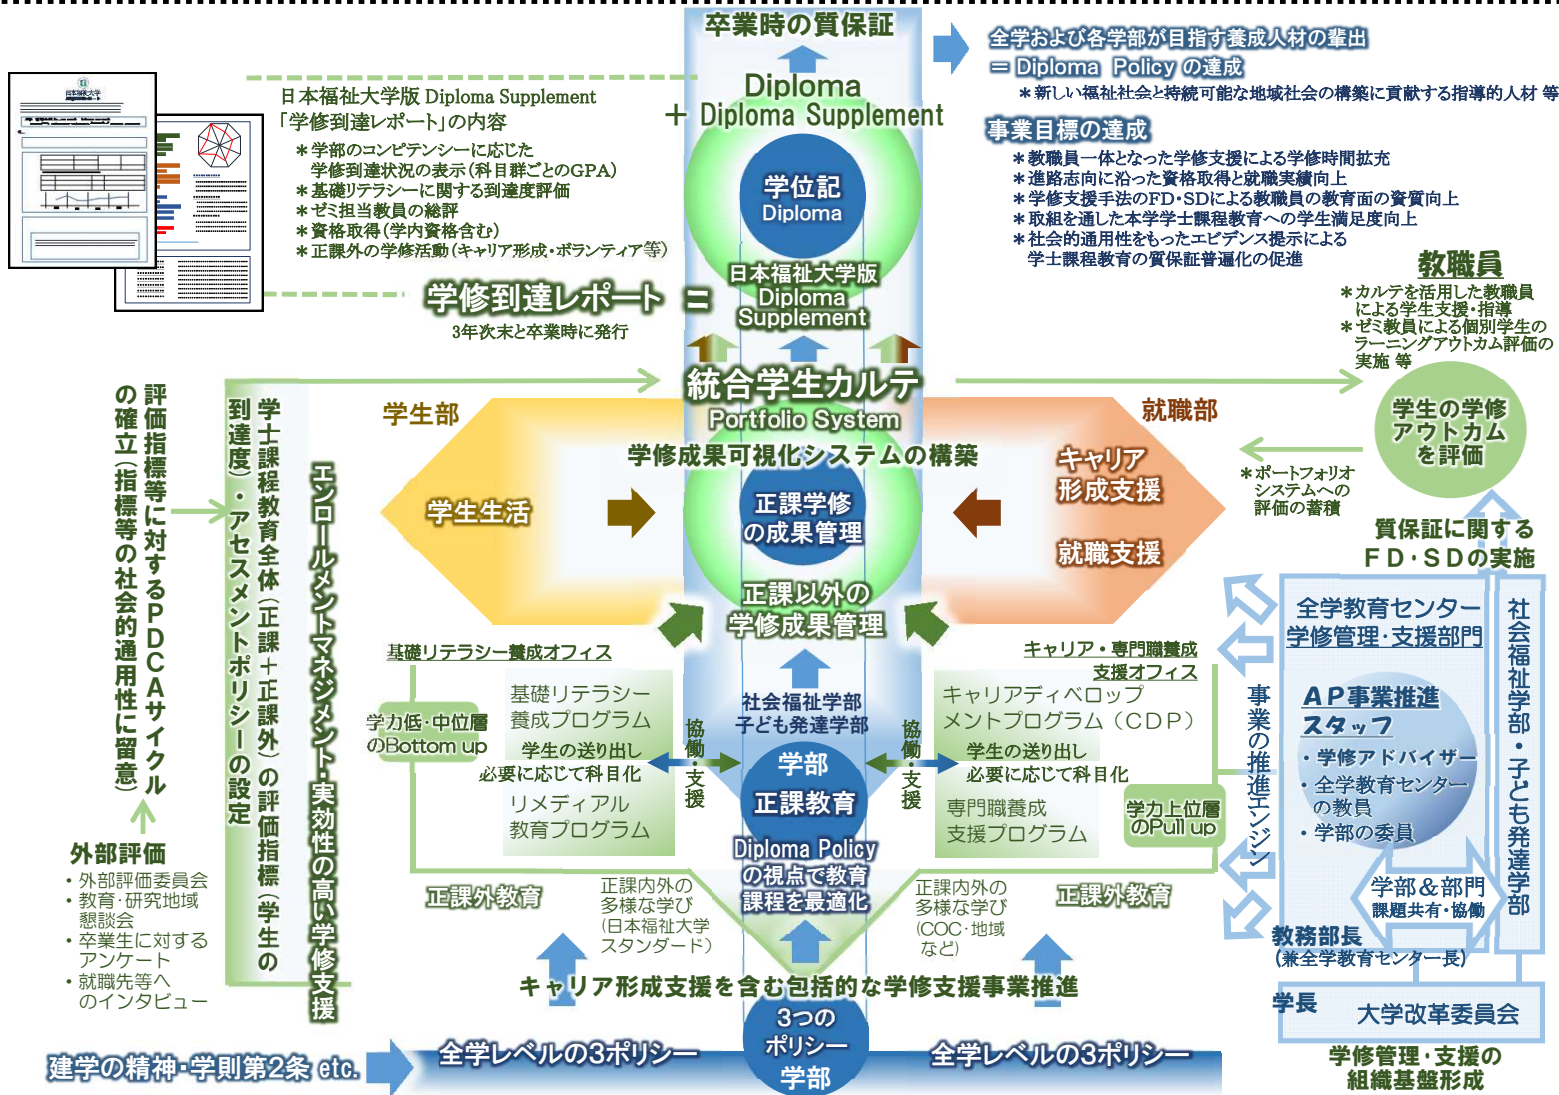 卒業時の質保証
Diploma
+ Diploma Supplement
学位記
Diploma
日本福祉大学版
Diploma
Supplement
全学および各学部が目指す養成人材の輩出
= Diploma Policy の達成
＊新しい福祉社会と持続可能な地域社会の構築に貢献する指導的人材 等
事業目標の達成
＊教職員一体となった学修支援による学修時間拡充
＊進路志向に沿った資格取得と就職実績向上
＊学修支援手法のFD・SDによる教職員の教育面の資質向上
＊取組を通した本学学士課程教育への学生満足度向上
＊社会的通用性をもったエビデンス提示による
学士課程教育の質保証普遍化の促進
日本福祉大学版 Diploma Supplement
「学修到達レポート」の内容
＊学部のコンピテンシーに応じた
学修到達状況の表示（科目群ごとのGPA）
＊基礎リテラシーに関する到達度評価
＊ゼミ担当教員の総評
＊資格取得（学内資格含む）
＊正課外の学修活動（キャリア形成・ボランティア等）
学修到達レポート =
3年次末と卒業時に発行
教職員
＊カルテを活用した教職員
による学生支援・指導
＊ゼミ教員による個別学生の
ラーニングアウトカム評価の
実施 等
学生の学修
アウトカム
を評価
＊ポートフォリオ
システムへの
評価の蓄積
質保証に関する
ＦＤ・ＳＤの実施
統合学生カルテ
Portfolio System
学修成果可視化システムの構築
正課学修
の成果管理
正課以外の
学修成果管理
学生部
学生生活
就職部
キャリア
形成支援
就職支援
評価指標等に対するＰＤＣＡサイクル
の確立（指標等の社会的通用性に留意）
学士課程教育全体（正課＋正課外）の評価指標（学生の
到達度）・アセスメントポリシーの設定
エンロールメントマネジメント・実効性の高い学修支援
外部評価
・外部評価委員会
・教育・研究地域
懇談会
・卒業生に対する
アンケート
・就職先等へ
のインタビュー
基礎リテラシー養成オフィス
学力低・中位層
のBottom up
基礎リテラシー
養成プログラム
学生の送り出し
必要に応じて科目化
リメディアル
教育プログラム
協働・支援
社会福祉学部
子ども発達学部
学部
正課教育
Diploma Policy
の視点で教育
課程を最適化
協働・支援
キャリア・専門職養成
支援オフィス
キャリアディベロップ
メントプログラム（ＣＤＰ）
学生の送り出し
必要に応じて科目化
専門職養成
支援プログラム
学力上位層
のPull up
正課外教育
正課内外の
多様な学び
（日本福祉大学
スタンダード）
正課内外の
多様な学び
（COC・地域
など）
正課外教育
キャリア形成支援を含む包括的な学修支援事業推進
事業の推進エンジン
全学教育センター
学修管理・支援部門
ＡＰ事業推進
スタッフ
・学修アドバイザー
・全学教育センター
の教員
・学部の委員
学部＆部門
課題共有・協働
社会福祉学部・子ども発達学部
教務部長
（兼全学教育センター長）
学長
大学改革委員会
学修管理・支援の
組織基盤形成
建学の精神・学則第2条 etc.
全学レベルの3ポリシー
3つの
ポリシー
学部
全学レベルの3ポリシー